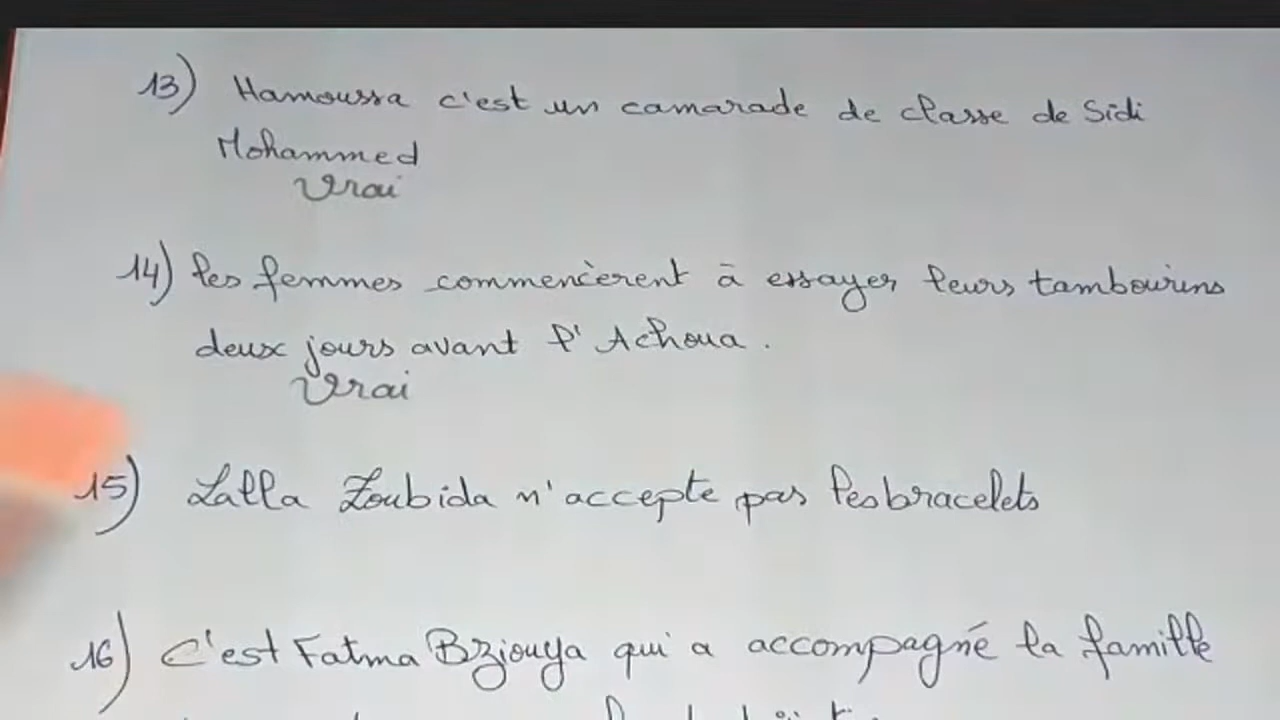 13) Hamoussa c'est un camarade de classe de Sidi
Mohammed
Vrai
14) les femmes commencèrent à essayer leurs tambourins
deux jours avant l'Achoua.
Vrai
15) Lalla Zoubida n'accepte pas les bracelets
16) C'est Fatma Bziouya qui a accompagné la famille